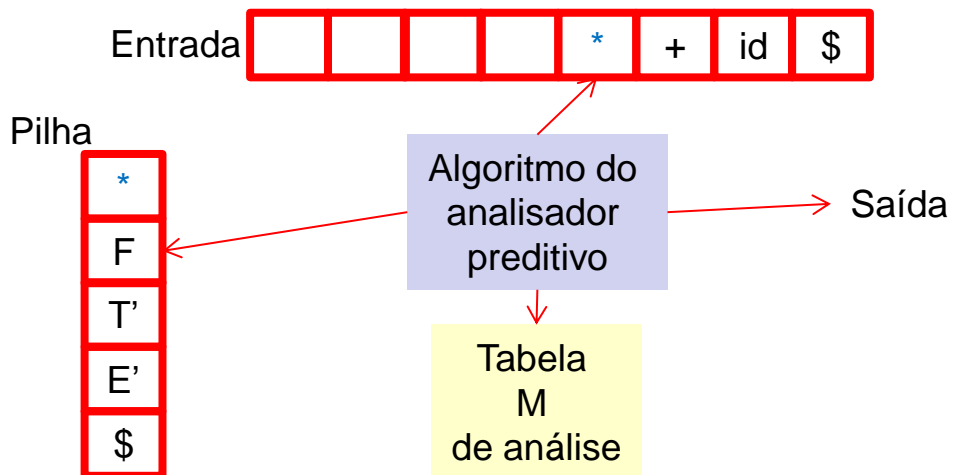 Entrada * + id $
Pilha
*
F
T’
E’
$
Algoritmo do
analisador
preditivo
Saída
Tabela
M
de análise